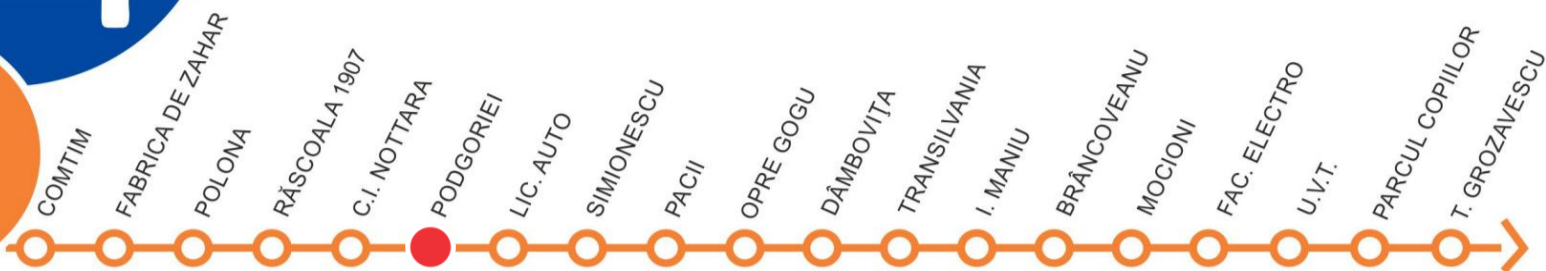 COMTIM
FABRICA DE ZAHAR
POLONA
RĂSCOALA 1907
C.I. NOTTARA
PODGORIEI
LIC. AUTO
SIMIONESCU
PACII
OPRE GOGU
DÂMBOVIŢA
TRANSILVANIA
I. MANIU
BRÂNCOVEANU
MOCIONI
FAC. ELECTRO
U.V.T.
PARCUL COPIILOR
T. GROZAVESCU